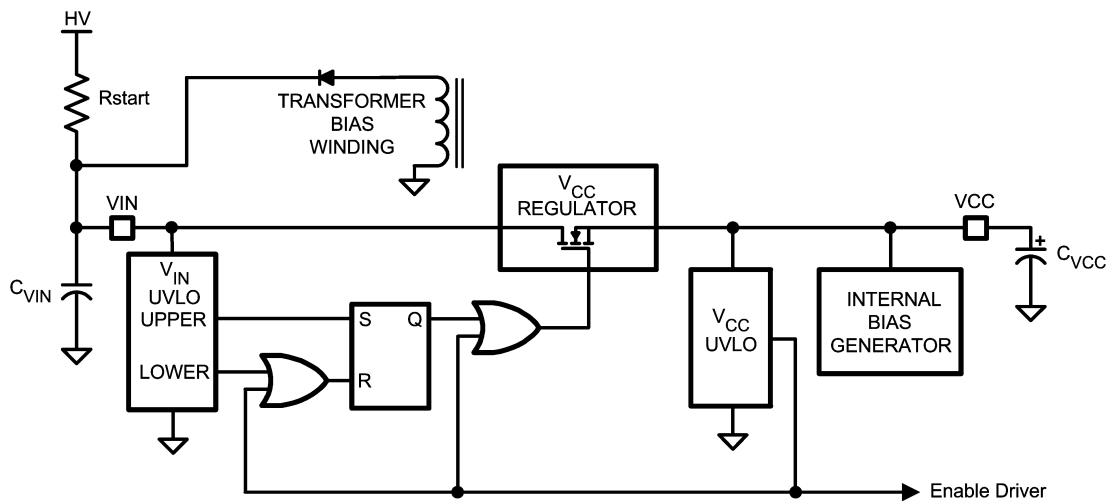 HV
Rstart
TRANSFORMER
BIAS
WINDING
VCC
REGULATOR
VIN
VCC
CVIN
VIN
UVLO
UPPER
LOWER
S Q
R
VCC
UVLO
INTERNAL
BIAS
GENERATOR
+
CVCC
Enable Driver